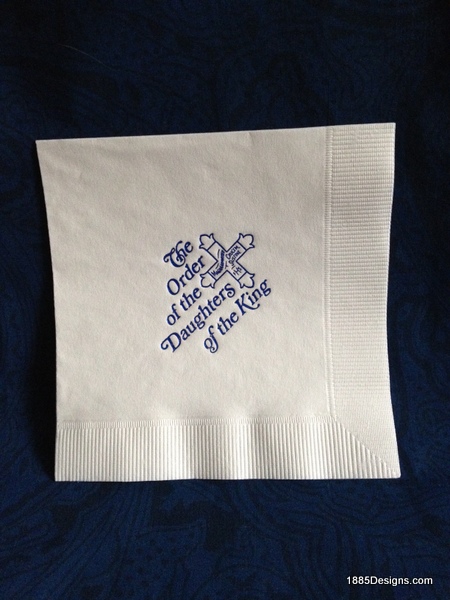 The
Order
of the
Daughters
of the King
1885Designs.com